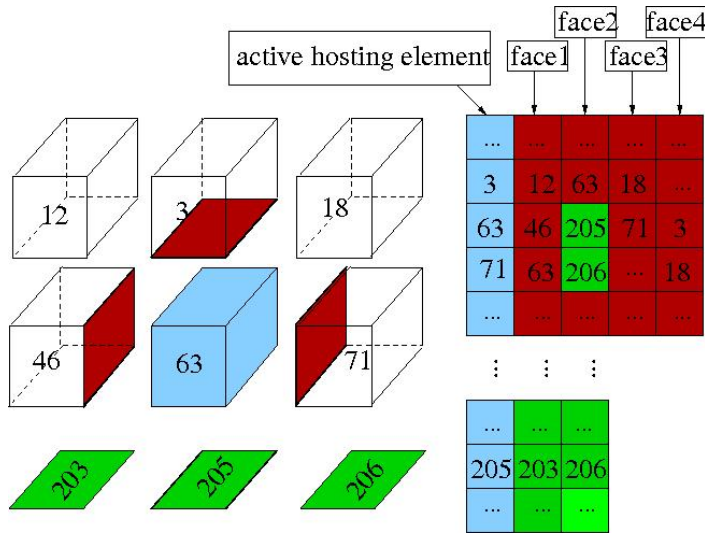 face2 face4
active hosting element face1 face3
... ... ... ... ...
12 3 18
3 12 63 18 ...
63 46 205 71 3
71 63 206 ... 18
46 63 71
... ... ... ... ...
⋮ ⋮ ⋮
... ... ...
203 205 206
205 203 206
... ... ...